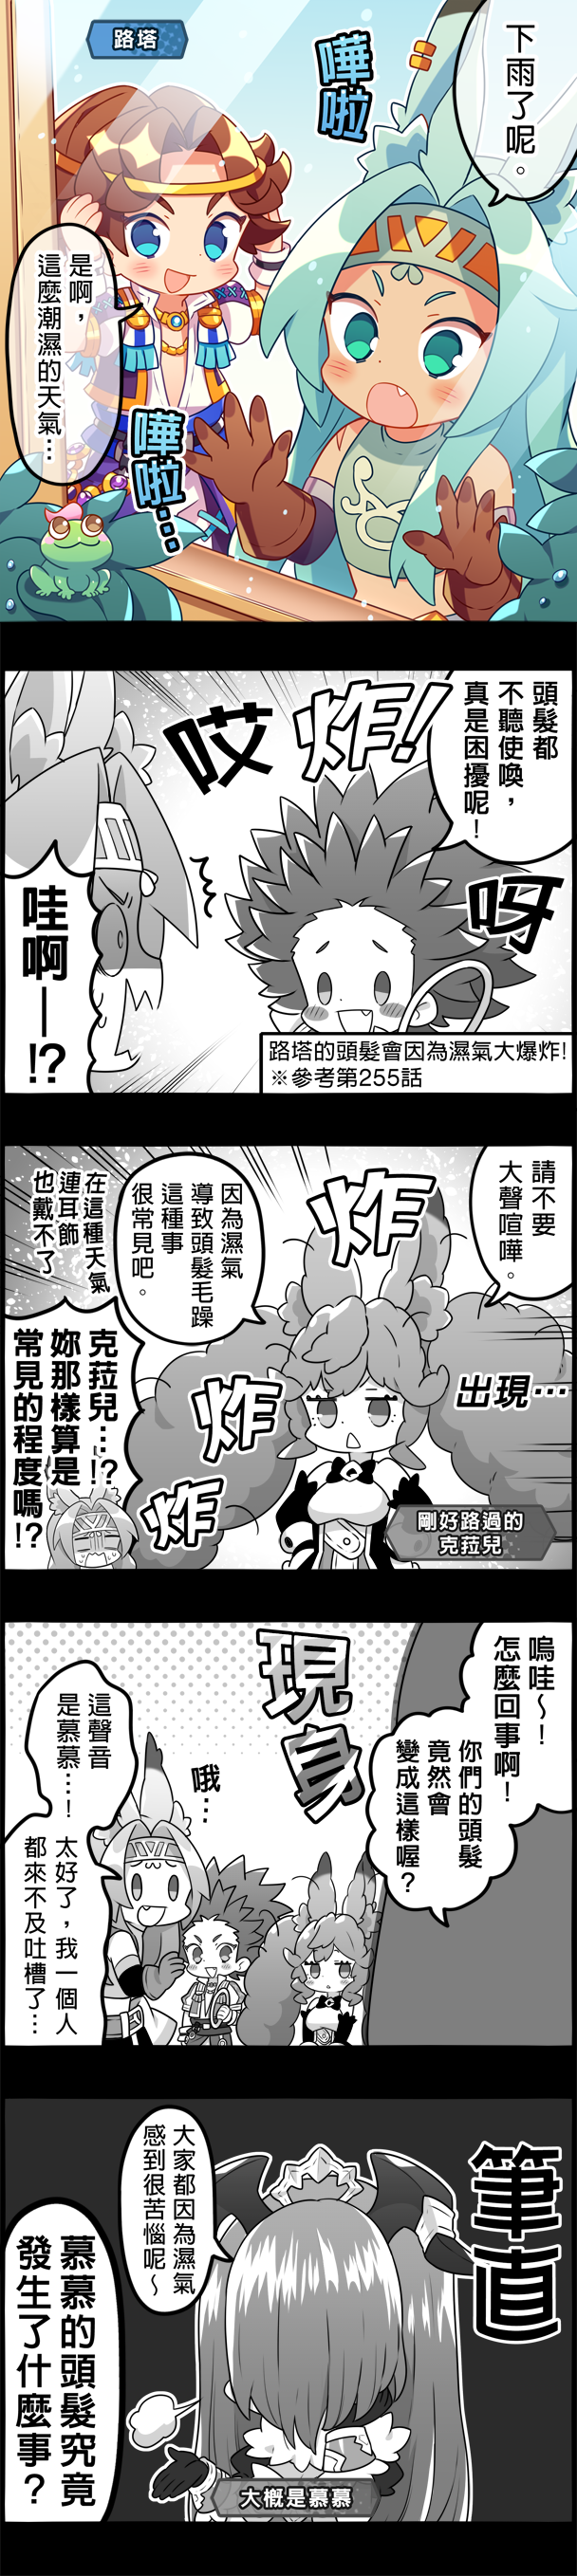 下雨了呢。
嘩啦
路塔
是啊，
這麼潮濕的天氣…
嘩啦…
頭髮都
不聽使喚，
真是困擾呢！
炸！
哎
呀
哇啊—!?
路塔的頭髮會因為濕氣大爆炸!
※參考第255話
請不要
大聲喧嘩。
出現…
剛好路過的
克菈兒
炸
炸
炸
因為濕氣
導致頭髮毛躁
這種事
很常見吧。
在這種天氣
連耳飾
也戴不了
克菈兒…!?
妳那樣算是
常見的程度嗎!?
嗚哇～！
怎麼回事啊！
你們的頭髮
竟然會
變成這樣喔？
現身
哦…
這聲音
是慕慕…！
太好了，我一個人
都來不及吐槽了…
筆直
大家都因為濕氣
感到很苦惱呢～
大概是慕慕
慕慕的頭髮究竟
發生了什麼事？